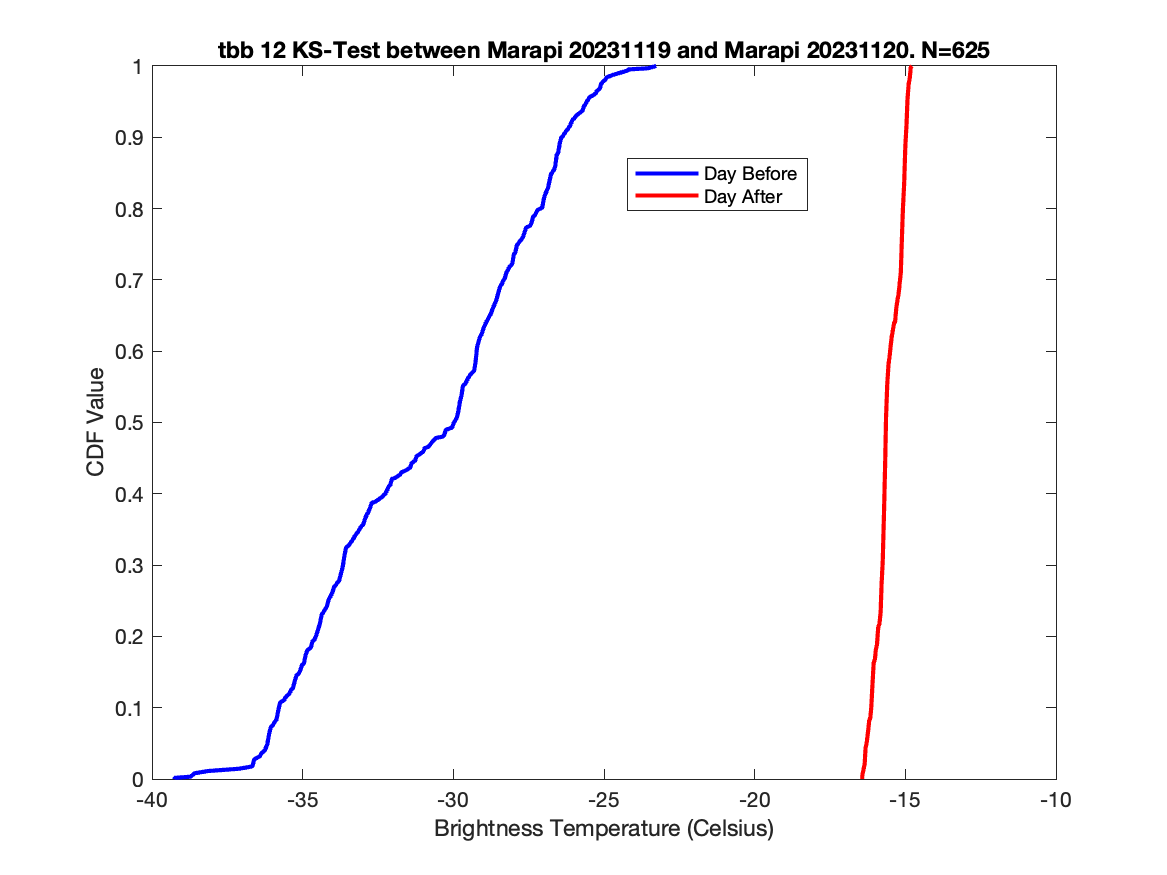 tbb 12 KS-Test between Marapi 20231119 and Marapi 20231120. N=625
1
0.9
0.8
0.7
0.6
0.5
0.4
0.3
0.2
0.1
0
CDF Value
Day Before
Day After
-40 -35 -30 -25 -20 -15 -10
Brightness Temperature (Celsius)